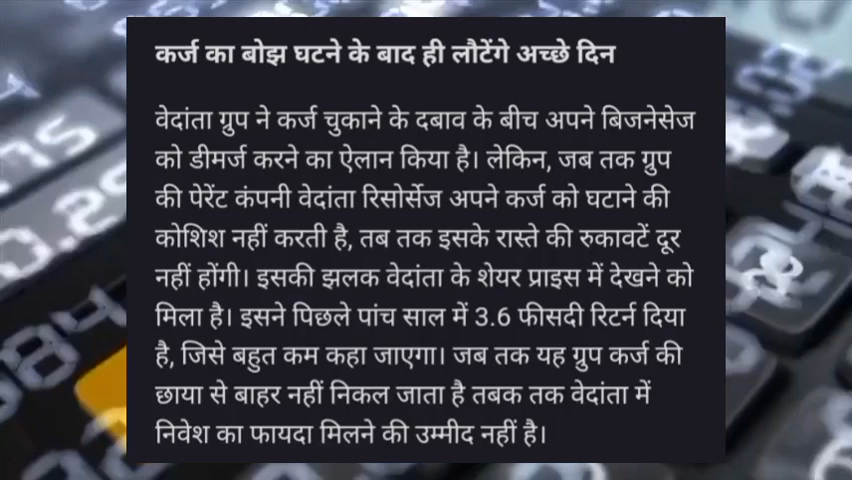 कर्ज का बोझ घटने के बाद ही लौटेंगे अच्छे दिन
वेदांता ग्रुप ने कर्ज चुकाने के दबाव के बीच अपने बिजनेसेज
को डीमर्ज करने का ऐलान किया है। लेकिन, जब तक ग्रुप
की पेरेंट कंपनी वेदांता रिसोर्सेज अपने कर्ज को घटाने की
कोशिश नहीं करती है, तब तक इसके रास्ते की रुकावटें दूर
नहीं होंगी। इसकी झलक वेदांता के शेयर प्राइस में देखने को
मिला है। इसने पिछले पांच साल में 3.6 फीसदी रिटर्न दिया
है, जिसे बहुत कम कहा जाएगा। जब तक यह ग्रुप कर्ज की
छाया से बाहर नहीं निकल जाता है तबक तक वेदांता में
निवेश का फायदा मिलने की उम्मीद नहीं है।